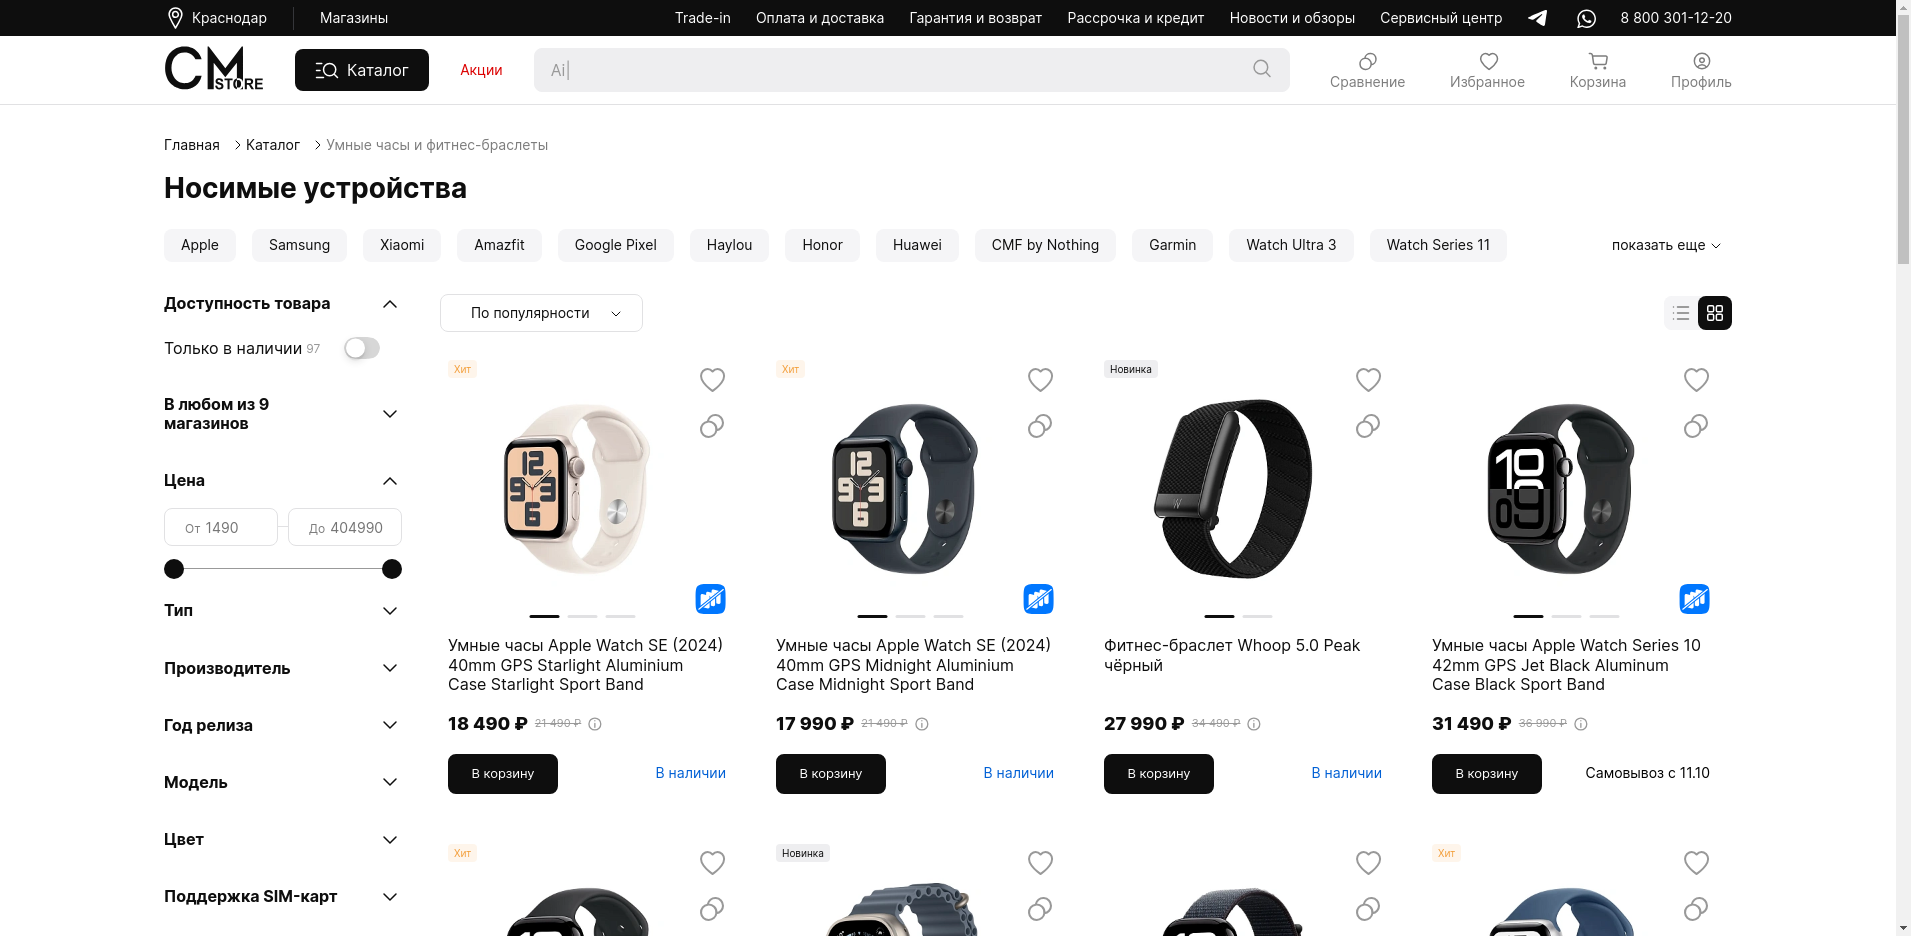 Краснодар
Магазины
Trade-in
Оплата и доставка
Гарантия и возврат
Рассрочка и кредит
Новости и обзоры
Сервисный центр
8 800 301-12-20
CM STORE
Каталог
Акции
Ai|
Сравнение
Избранное
Корзина
Профиль
Главная
Каталог
Умные часы и фитнес-браслеты
Носимые устройства
Apple
Samsung
Xiaomi
Amazfit
Google Pixel
Haylou
Honor
Huawei
CMF by Nothing
Garmin
Watch Ultra 3
Watch Series 11
показать еще
Доступность товара
Только в наличии 97
В любом из 9
магазинов
Цена
От 1490
До 404990
Тип
Производитель
Год релиза
Модель
Цвет
Поддержка SIM-карт
По популярности
Хит
Умные часы Apple Watch SE (2024)
40mm GPS Starlight Aluminium
Case Starlight Sport Band
18 490 ₽ 21 490 ₽
В корзину
В наличии
Хит
Умные часы Apple Watch SE (2024)
40mm GPS Midnight Aluminium
Case Midnight Sport Band
17 990 ₽ 21 490 ₽
В корзину
В наличии
Новинка
Фитнес-браслет Whoop 5.0 Peak
чёрный
27 990 ₽ 34 490 ₽
В корзину
В наличии
Умные часы Apple Watch Series 10
42mm GPS Jet Black Aluminum
Case Black Sport Band
31 490 ₽ 36 990 ₽
В корзину
Самовывоз с 11.10
Хит
Новинка
Хит